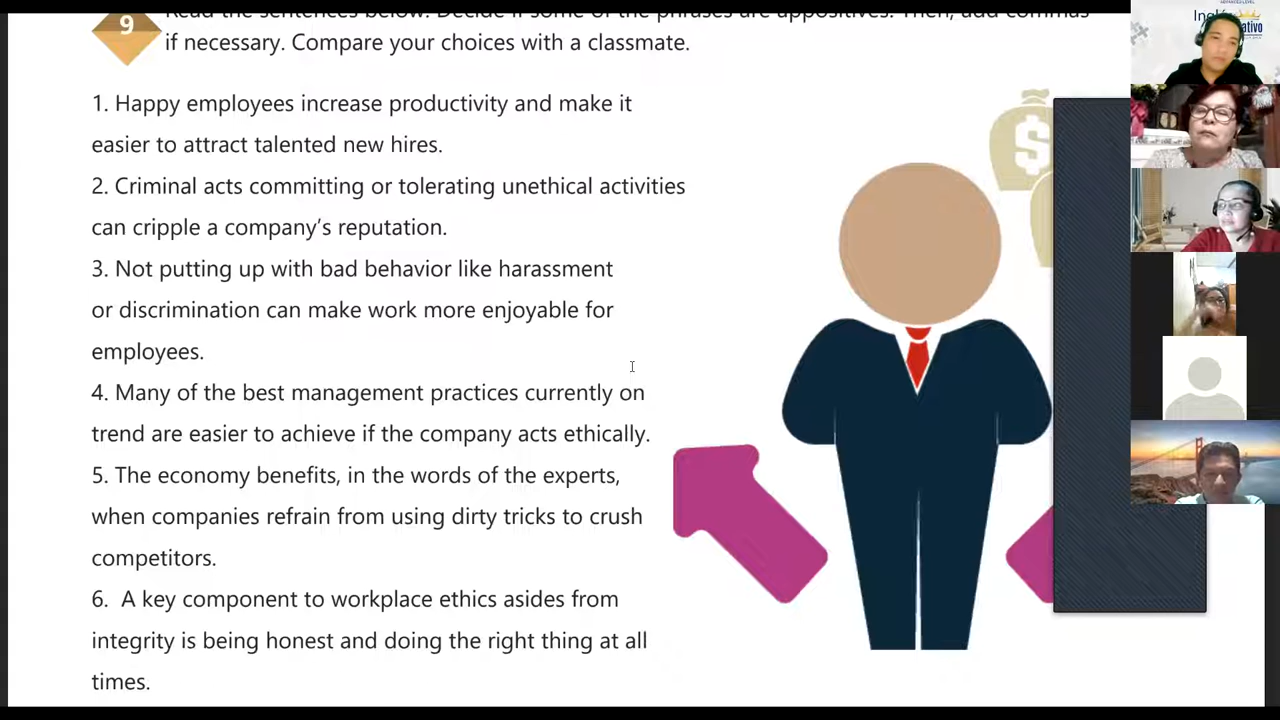 9
Read the sentences below. Decide if some of the phrases are appositives. Then, add commas
if necessary. Compare your choices with a classmate.
1. Happy employees increase productivity and make it
easier to attract talented new hires.
2. Criminal acts committing or tolerating unethical activities
can cripple a company’s reputation.
3. Not putting up with bad behavior like harassment
or discrimination can make work more enjoyable for
employees.
4. Many of the best management practices currently on
trend are easier to achieve if the company acts ethically.
5. The economy benefits, in the words of the experts,
when companies refrain from using dirty tricks to crush
competitors.
6. A key component to workplace ethics asides from
integrity is being honest and doing the right thing at all
times.
$